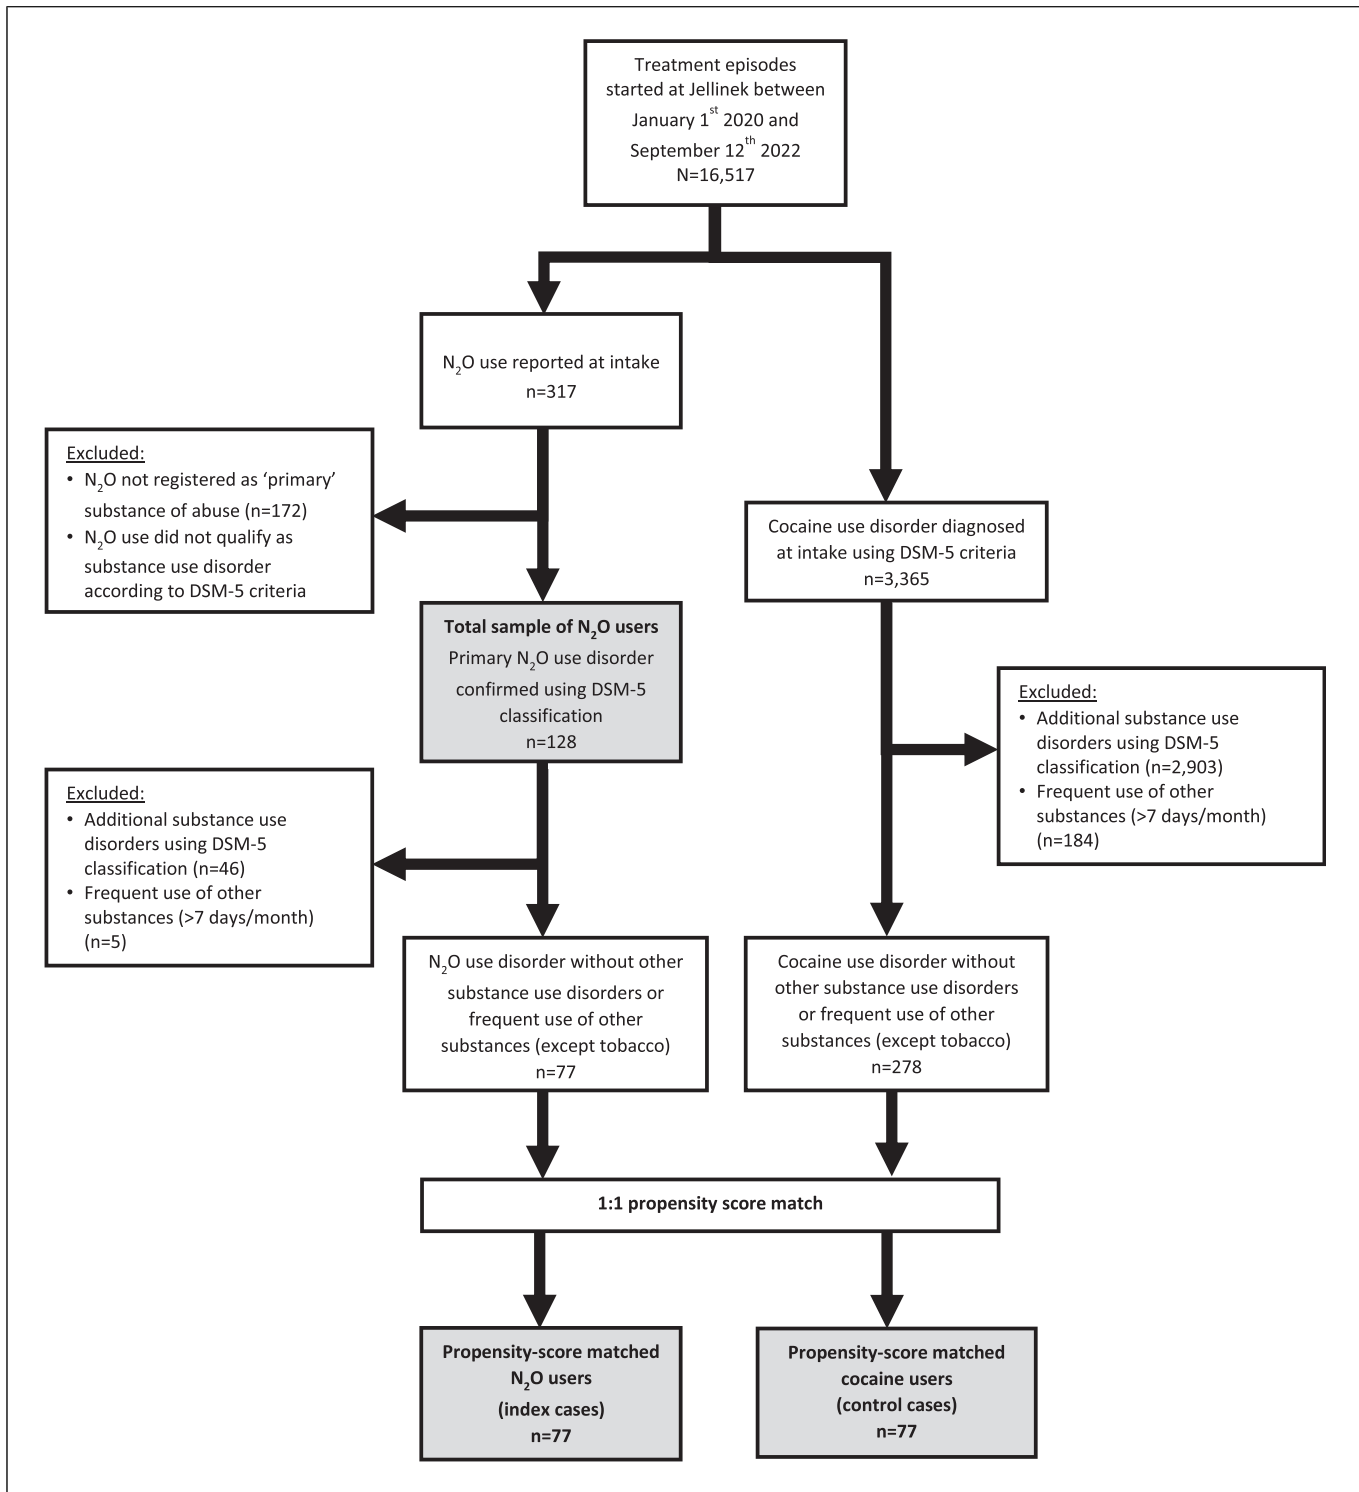 Treatment episodes
started at Jellinek between
January 1st 2020 and
September 12th 2022
N=16,517
N2O use reported at intake
n=317
Excluded:
• N2O not registered as ‘primary’
substance of abuse (n=172)
• N2O use did not qualify as
substance use disorder
according to DSM-5 criteria
Cocaine use disorder diagnosed
at intake using DSM-5 criteria
n=3,365
Total sample of N2O users
Primary N2O use disorder
confirmed using DSM-5
classification
n=128
Excluded:
• Additional substance use
disorders using DSM-5
classification (n=2,903)
• Frequent use of other
substances (>7 days/month)
(n=184)
Excluded:
• Additional substance use
disorders using DSM-5
classification (n=46)
• Frequent use of other
substances (>7 days/month)
(n=5)
N2O use disorder without other
substance use disorders or
frequent use of other
substances (except tobacco)
n=77
Cocaine use disorder without
other substance use disorders
or frequent use of other
substances (except tobacco)
n=278
1:1 propensity score match
Propensity-score matched
N2O users
(index cases)
n=77
Propensity-score matched
cocaine users
(control cases)
n=77